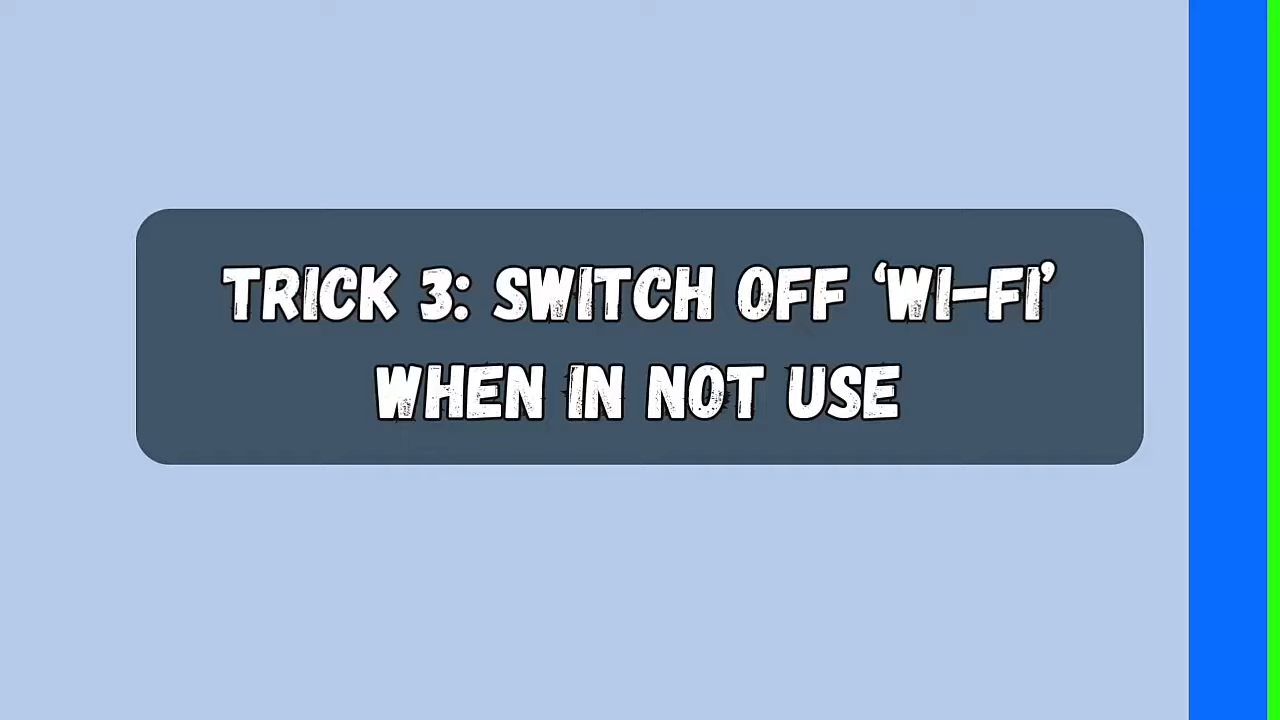 TRICK 3: SWITCH OFF ‘WI-FI’
WHEN IN NOT USE